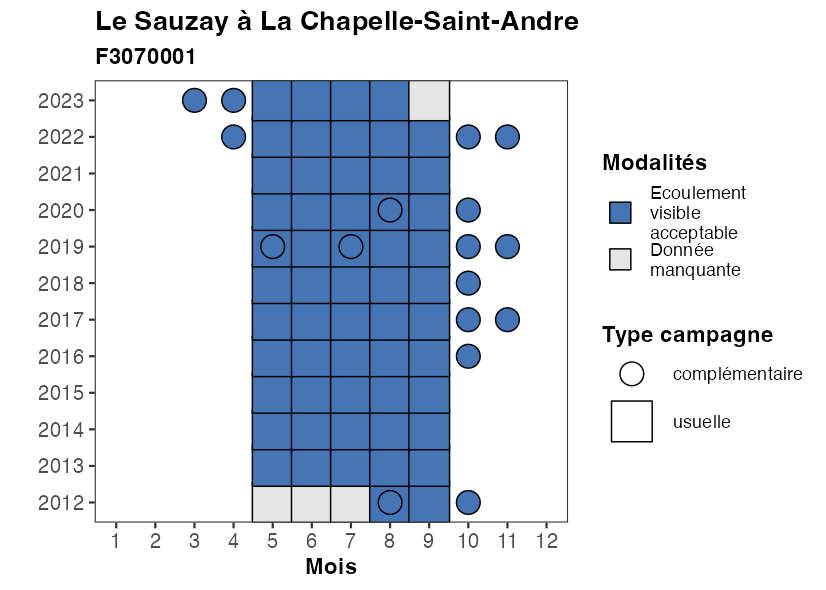 Le Sauzay à La Chapelle-Saint-Andre
F3070001
2023
2022
2021
2020
2019
2018
2017
2016
2015
2014
2013
2012
1 2 3 4 5 6 7 8 9 10 11 12
Mois
Modalités
Ecoulement
visible
acceptable
Donnée
manquante
Type campagne
complémentaire
usuelle